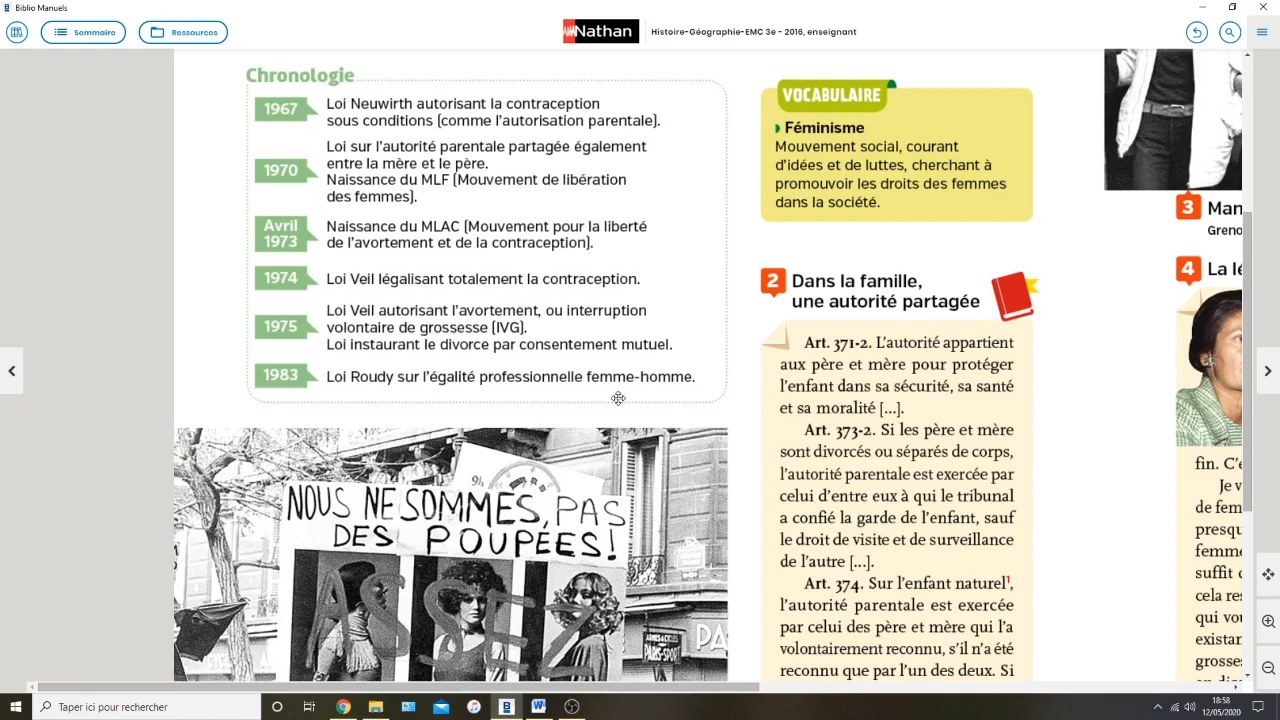 Biblio Manuels
Sommaire
Ressources
Nathan
Histoire-Géographie-EMC 3e - 2016, enseignant
Chronologie
1967
Loi Neuwirth autorisant la contraception
sous conditions (comme l'autorisation parentale).
1970
Loi sur l'autorité parentale partagée également
entre la mère et le père.
Naissance du MLF (Mouvement de libération
des femmes).
Avril
1973
Naissance du MLAC (Mouvement pour la liberté
de l'avortement et de la contraception).
1974
Loi Veil légalisant totalement la contraception.
1975
Loi Veil autorisant l'avortement, ou interruption
volontaire de grossesse (IVG).
Loi instaurant le divorce par consentement mutuel.
1983
Loi Roudy sur l'égalité professionnelle femme-homme.
NOUS NE SOMMES PAS
DES POUPÉES!
ASSEZ
PARIS-SPORT
PA
VOCABULAIRE
Féminisme
Mouvement social, courant
d'idées et de luttes, cherchant à
promouvoir les droits des femmes
dans la société.
2
Dans la famille,
une autorité partagée
Art. 371-2. L'autorité appartient
aux père et mère pour protéger
l'enfant dans sa sécurité, sa santé
et sa moralité [...].
Art. 373-2. Si les père et mère
sont divorcés ou séparés de corps,
l'autorité parentale est exercée par
celui d'entre eux à qui le tribunal
a confié la garde de l'enfant, sauf
le droit de visite et de surveillance
de l'autre [...].
Art. 374. Sur l'enfant naturel1,
l'autorité parentale est exercée
par celui des père et mère qui l'a
volontairement reconnu, s'il n'a été
reconnu que par l'un des deux. Si
3
Man
Greno
4
La lé
fin. C'e
Je v
de fem
presqu
femme
suffit c
cela res
qui vou
existan
grosses
Taper ici pour rechercher
18:58
12/05/2020